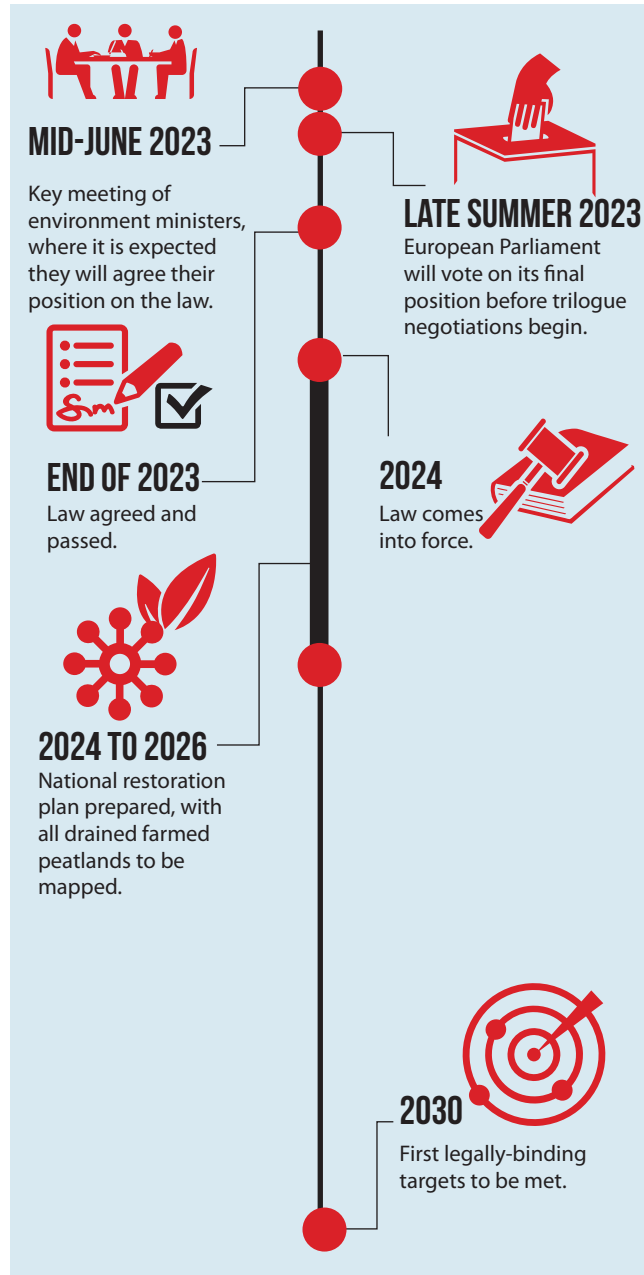 MID-JUNE 2023
Key meeting of
environment ministers,
where it is expected
they will agree their
position on the law.
LATE SUMMER 2023
European Parliament
will vote on its final
position before trilogue
negotiations begin.
END OF 2023
Law agreed and
passed.
2024
Law comes
into force.
2024 TO 2026
National restoration
plan prepared, with
all drained farmed
peatlands to be
mapped.
2030
First legally-binding
targets to be met.